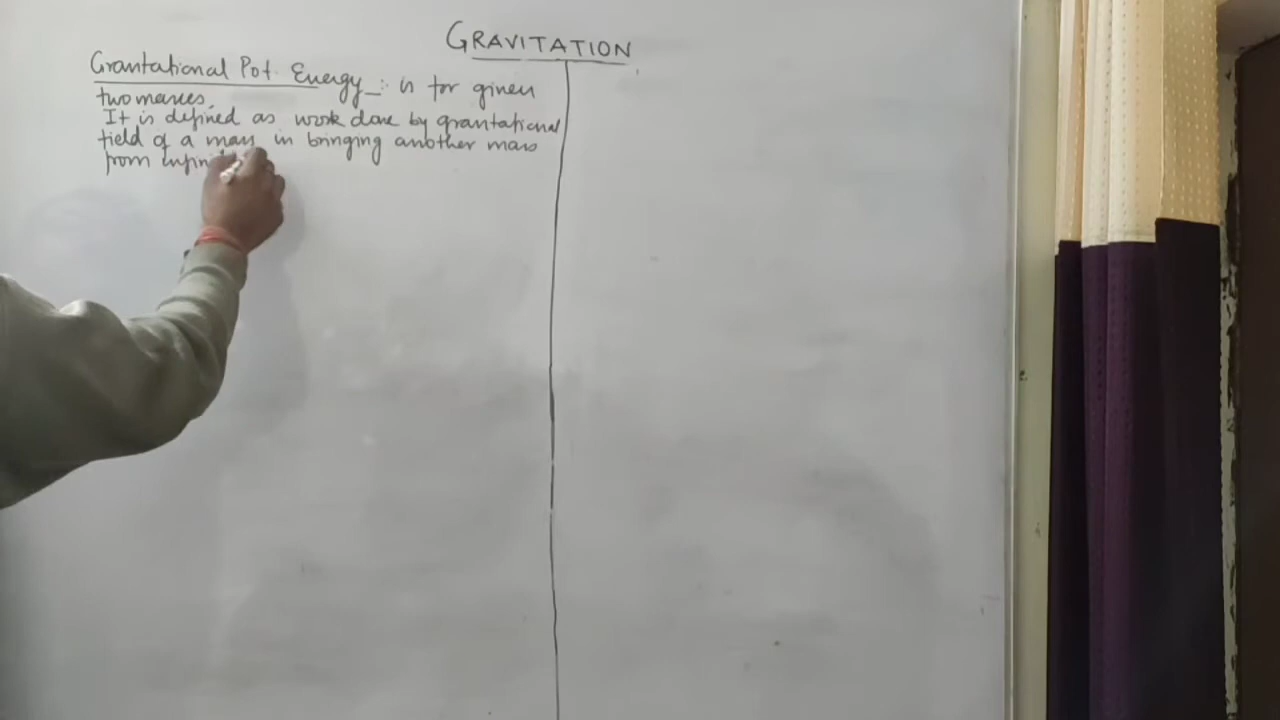 GRAVITATION
Gravitational Pot. Energy :- is for given
two masses.
It is defined as work done by gravitational
field of a mass in bringing another mass
from infini